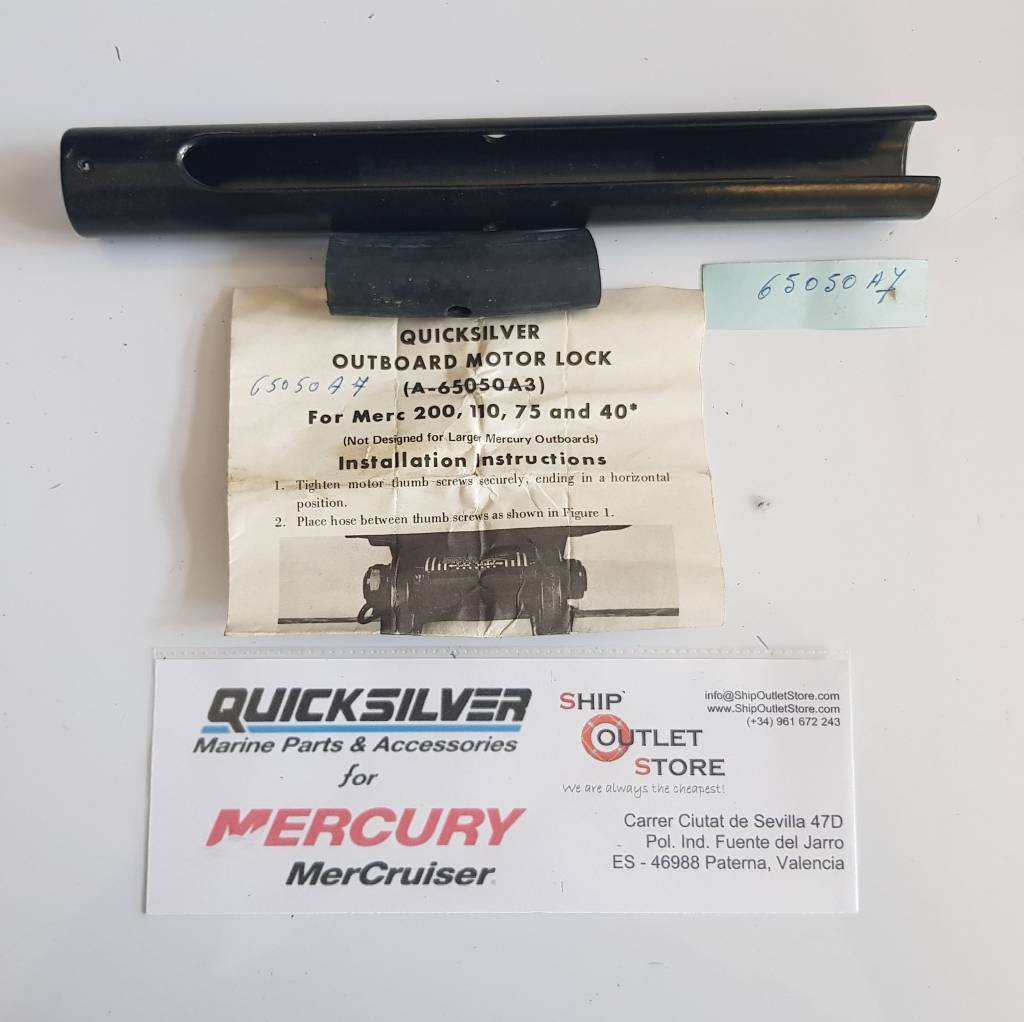 65050A7
QUICKSILVER
OUTBOARD MOTOR LOCK
65050A7 (A-65050A3)
For Merc 200, 110, 75 and 40*
(Not Designed for Larger Mercury Outboards)
Installation Instructions
1. Tighten motor thumb screws securely, ending in a horizontal
position.
2. Place hose between thumb screws as shown in Figure 1.
QUICKSILVER
Marine Parts & Accessories
for
MERCURY
MerCruiser
SHIP
OUTLET
STORE
We are always the cheapest!
info@ShipOutletStore.com
www.ShipOutletStore.com
(+34) 961 672 243
Carrer Ciutat de Sevilla 47D
Pol. Ind. Fuente del Jarro
ES - 46988 Paterna, Valencia